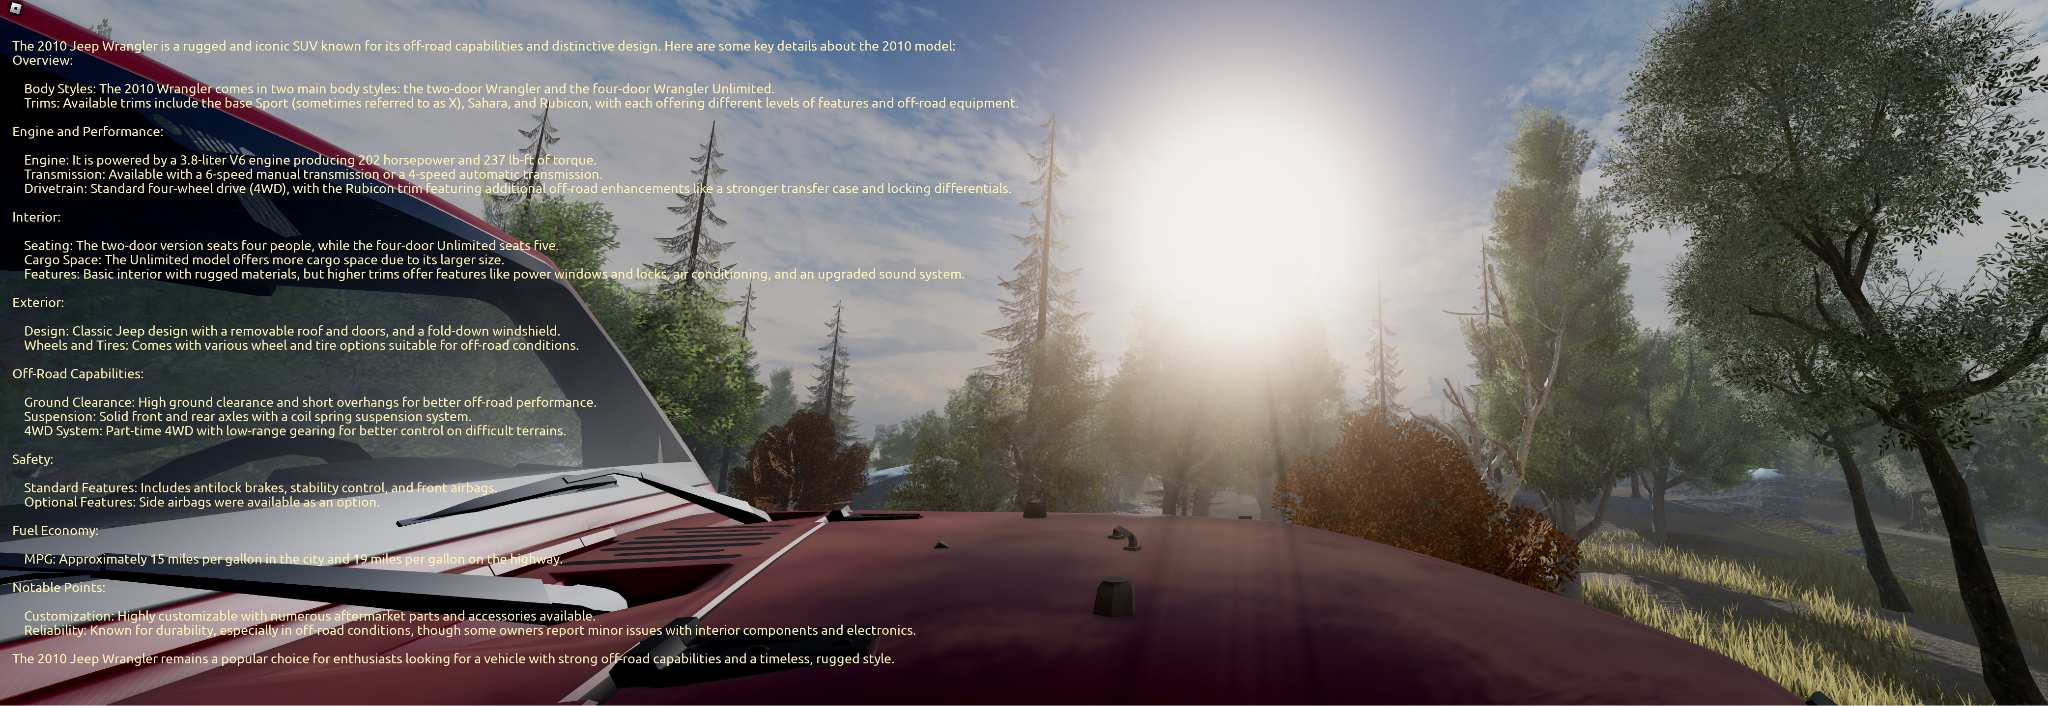 The 2010 Jeep Wrangler is a rugged and iconic SUV known for its off-road capabilities and distinctive design. Here are some key details about the 2010 model:
Overview:
Body Styles: The 2010 Wrangler comes in two main body styles: the two-door Wrangler and the four-door Wrangler Unlimited.
Trims: Available trims include the base Sport (sometimes referred to as X), Sahara, and Rubicon, with each offering different levels of features and off-road equipment.
Engine and Performance:
Engine: It is powered by a 3.8-liter V6 engine producing 202 horsepower and 237 lb-ft of torque.
Transmission: Available with a 6-speed manual transmission or a 4-speed automatic transmission.
Drivetrain: Standard four-wheel drive (4WD), with the Rubicon trim featuring additional off-road enhancements like a stronger transfer case and locking differentials.
Interior:
Seating: The two-door version seats four people, while the four-door Unlimited seats five.
Cargo Space: The Unlimited model offers more cargo space due to its larger size.
Features: Basic interior with rugged materials, but higher trims offer features like power windows and locks, air conditioning, and an upgraded sound system.
Exterior:
Design: Classic Jeep design with a removable roof and doors, and a fold-down windshield.
Wheels and Tires: Comes with various wheel and tire options suitable for off-road conditions.
Off-Road Capabilities:
Ground Clearance: High ground clearance and short overhangs for better off-road performance.
Suspension: Solid front and rear axles with a coil spring suspension system.
4WD System: Part-time 4WD with low-range gearing for better control on difficult terrains.
Safety:
Standard Features: Includes antilock brakes, stability control, and front airbags.
Optional Features: Side airbags were available as an option.
Fuel Economy:
MPG: Approximately 15 miles per gallon in the city and 19 miles per gallon on the highway.
Notable Points:
Customization: Highly customizable with numerous aftermarket parts and accessories available.
Reliability: Known for durability, especially in off-road conditions, though some owners report minor issues with interior components and electronics.
The 2010 Jeep Wrangler remains a popular choice for enthusiasts looking for a vehicle with strong off-road capabilities and a timeless, rugged style.